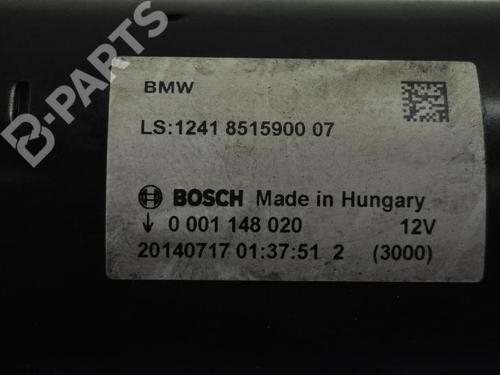 BMW
LS:1241 8515900 07
BOSCH Made in Hungary
0 001 148 020 12V
20140717 01:37:51 2 (3000)